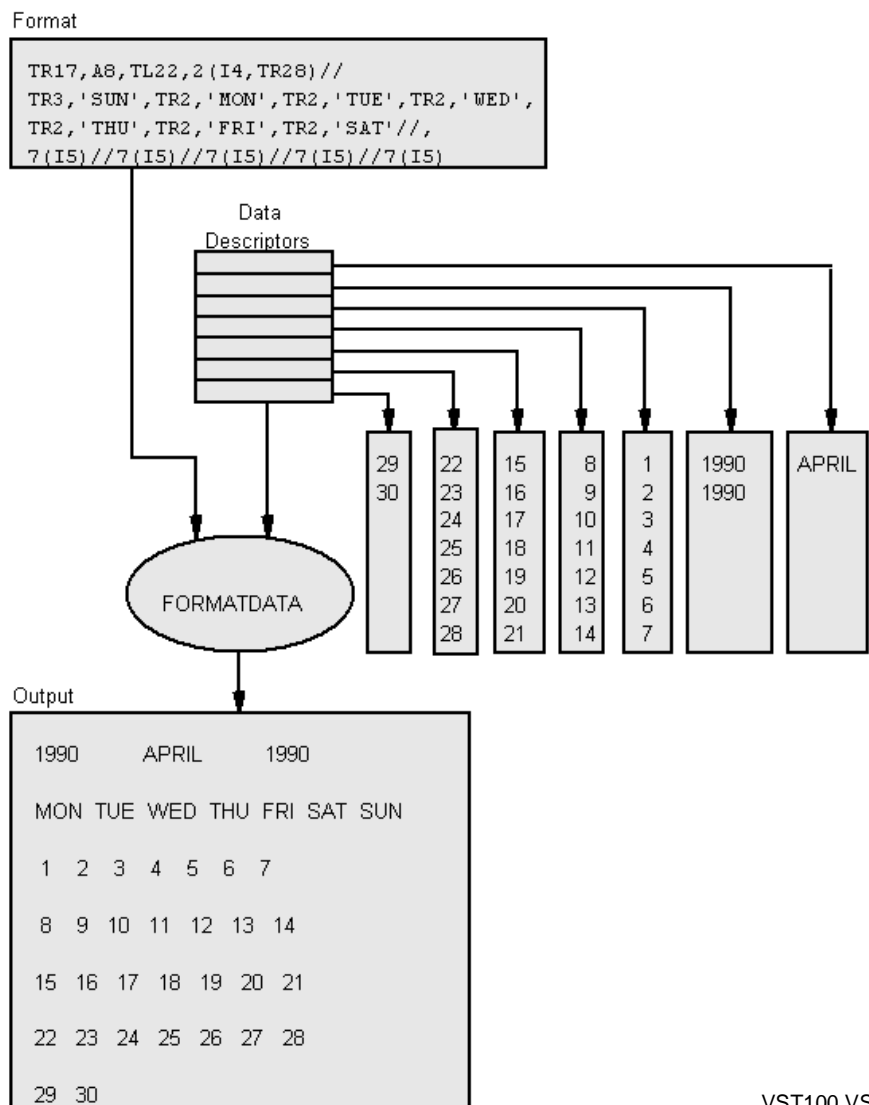 Format
TR17,A8,TL22,2(I4,TR28)//
TR3,'SUN',TR2,'MON',TR2,'TUE',TR2,'WED',
TR2,'THU',TR2,'FRI',TR2,'SAT'//,
7(I5)//7(I5)//7(I5)//7(I5)//7(I5)
Data
Descriptors
29 22 15 8 1 1990 APRIL
30 23 16 9 2 1990
24 17 10 3
25 18 11 4
26 19 12 5
27 20 13 6
28 21 14 7
FORMATDATA
Output
1990 APRIL 1990
MON TUE WED THU FRI SAT SUN
1 2 3 4 5 6 7
8 9 10 11 12 13 14
15 16 17 18 19 20 21
22 23 24 25 26 27 28
29 30